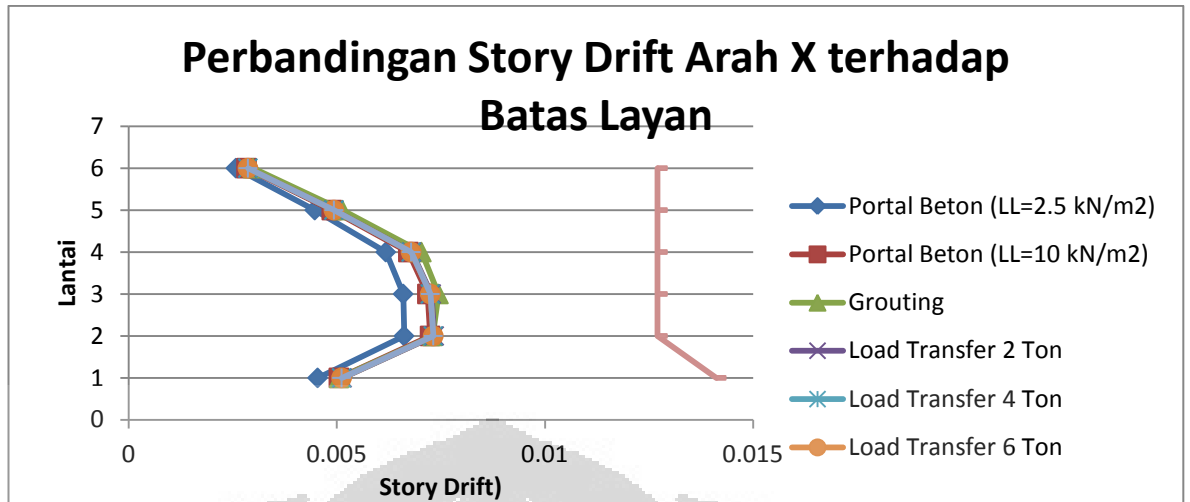 Perbandingan Story Drift Arah X terhadap
Batas Layan
7
6
5
4
3
2
1
0
Lantai
0
0.005
0.01
0.015
Story Drift)
Portal Beton (LL=2.5 kN/m2)
Portal Beton (LL=10 kN/m2)
Grouting
Load Transfer 2 Ton
Load Transfer 4 Ton
Load Transfer 6 Ton